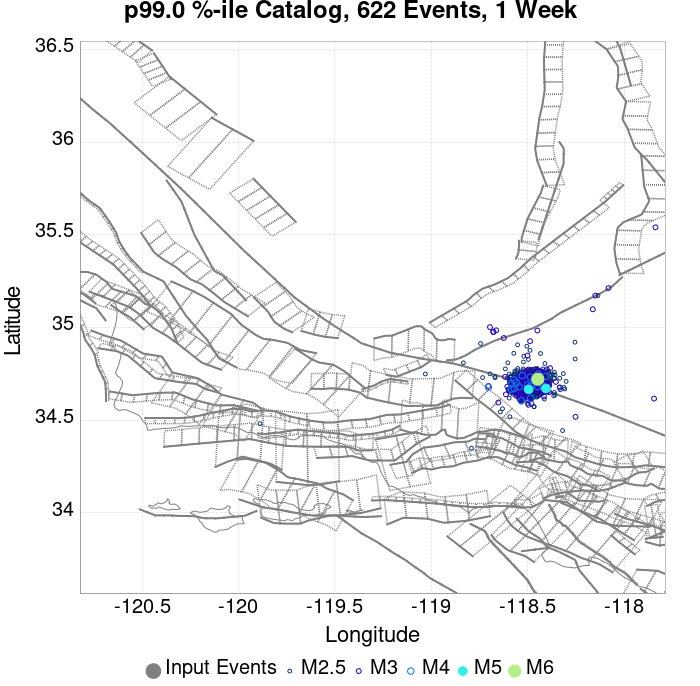 p99.0 %-ile Catalog, 622 Events, 1 Week
36.5
36
35.5
35
34.5
34
Latitude
-120.5 -120 -119.5 -119 -118.5 -118
Longitude
Input Events M2.5 M3 M4 M5 M6